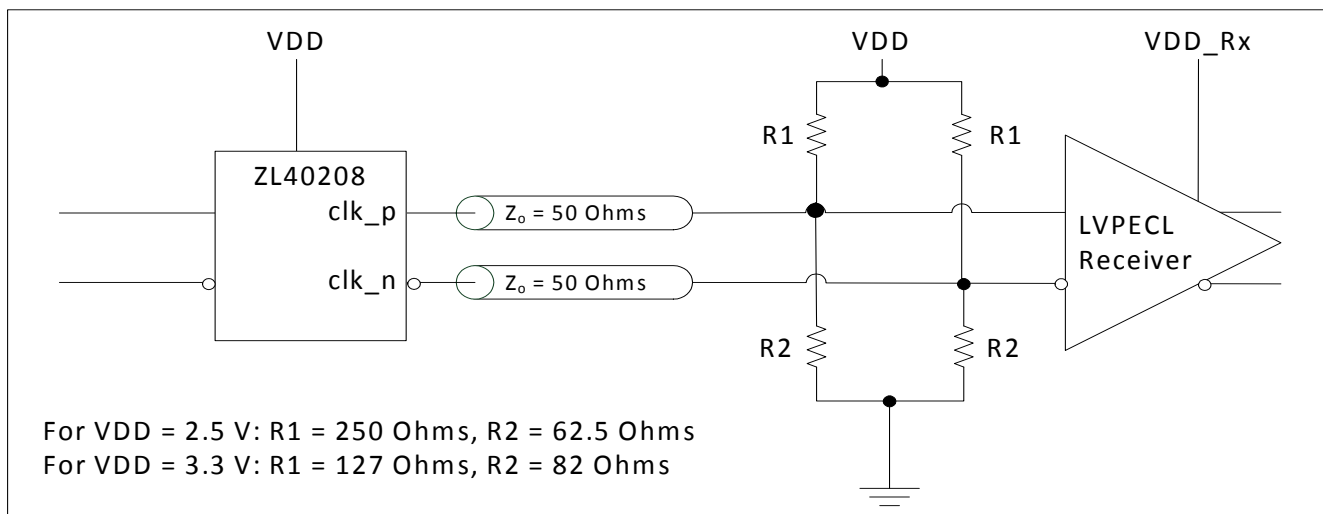 VDD
VDD
VDD_Rx
R1
R1
ZL40208
clk_p
Zo = 50 Ohms
LVPECL
Receiver
clk_n
Zo = 50 Ohms
R2
R2
For VDD = 2.5 V: R1 = 250 Ohms, R2 = 62.5 Ohms
For VDD = 3.3 V: R1 = 127 Ohms, R2 = 82 Ohms